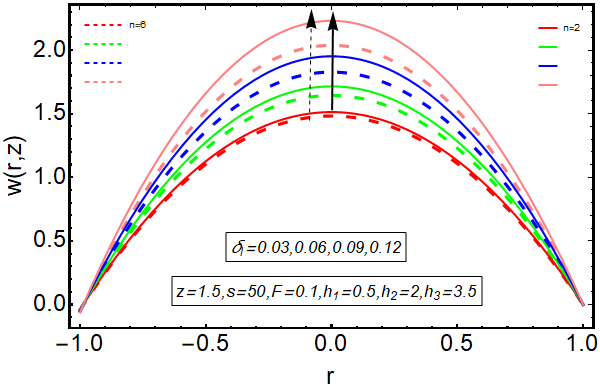 n=6
n=2
2.0
1.5
1.0
0.5
0.0
w(r,z)
δᵢ=0.03,0.06,0.09,0.12
z=1.5,s=50,F=0.1,h₁=0.5,h₂=2,h₃=3.5
−1.0 −0.5 0.0 0.5 1.0
r